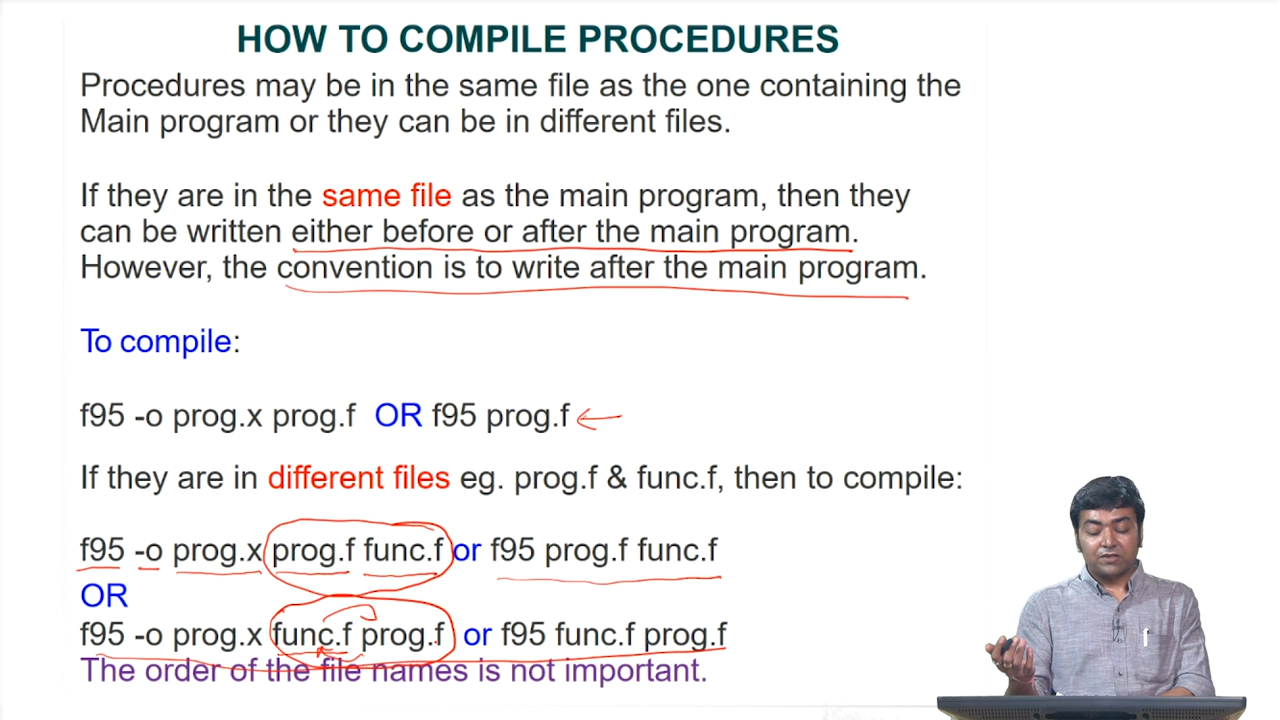 HOW TO COMPILE PROCEDURES
Procedures may be in the same file as the one containing the
Main program or they can be in different files.
If they are in the same file as the main program, then they
can be written either before or after the main program.
However, the convention is to write after the main program.
To compile:
f95 -o prog.x prog.f OR f95 prog.f
If they are in different files eg. prog.f & func.f, then to compile:
f95 -o prog.x prog.f func.f or f95 prog.f func.f
OR
f95 -o prog.x func.f prog.f or f95 func.f prog.f
The order of the file names is not important.